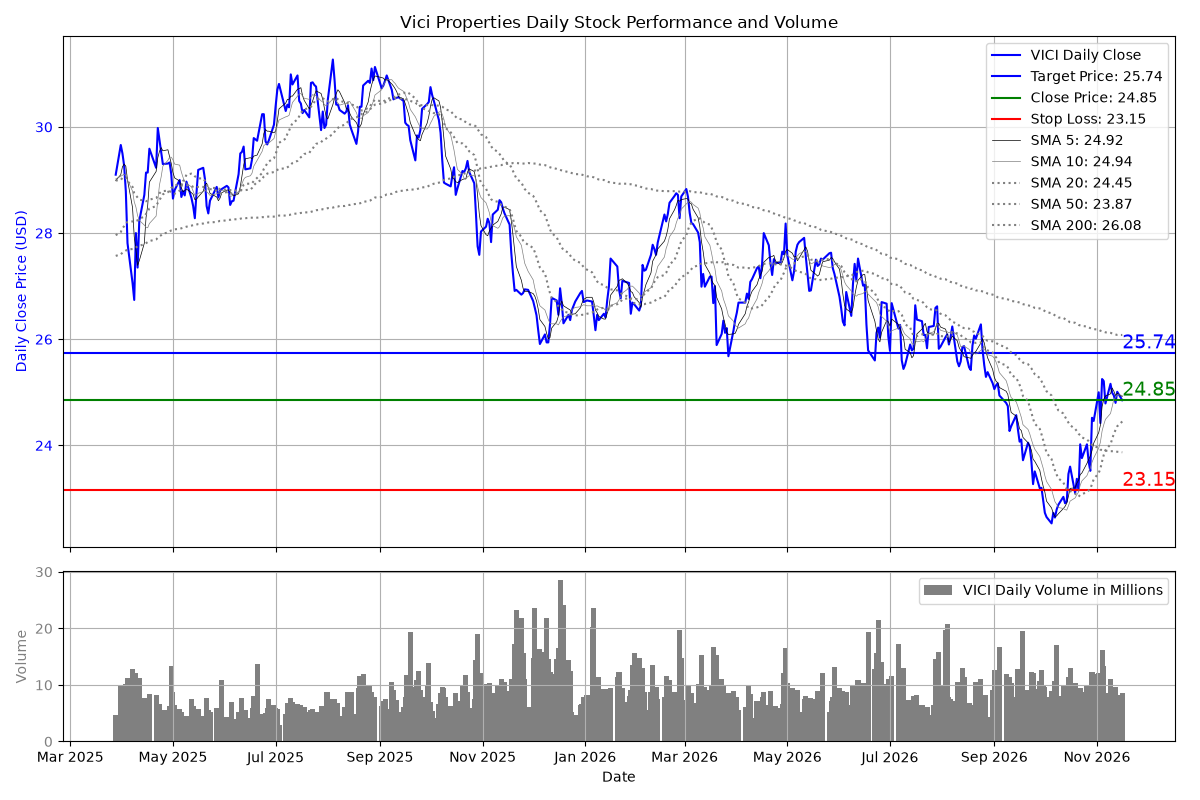 Vici Properties Daily Stock Performance and Volume
Daily Close Price (USD)
30
28
26
24
VICI Daily Close
Target Price: 25.74
Close Price: 24.85
Stop Loss: 23.15
SMA 5: 24.92
SMA 10: 24.94
SMA 20: 24.45
SMA 50: 23.87
SMA 200: 26.08
25.74
24.85
23.15
Volume
30
20
10
0
VICI Daily Volume in Millions
Mar 2025
May 2025
Jul 2025
Sep 2025
Nov 2025
Jan 2026
Mar 2026
May 2026
Jul 2026
Sep 2026
Nov 2026
Date